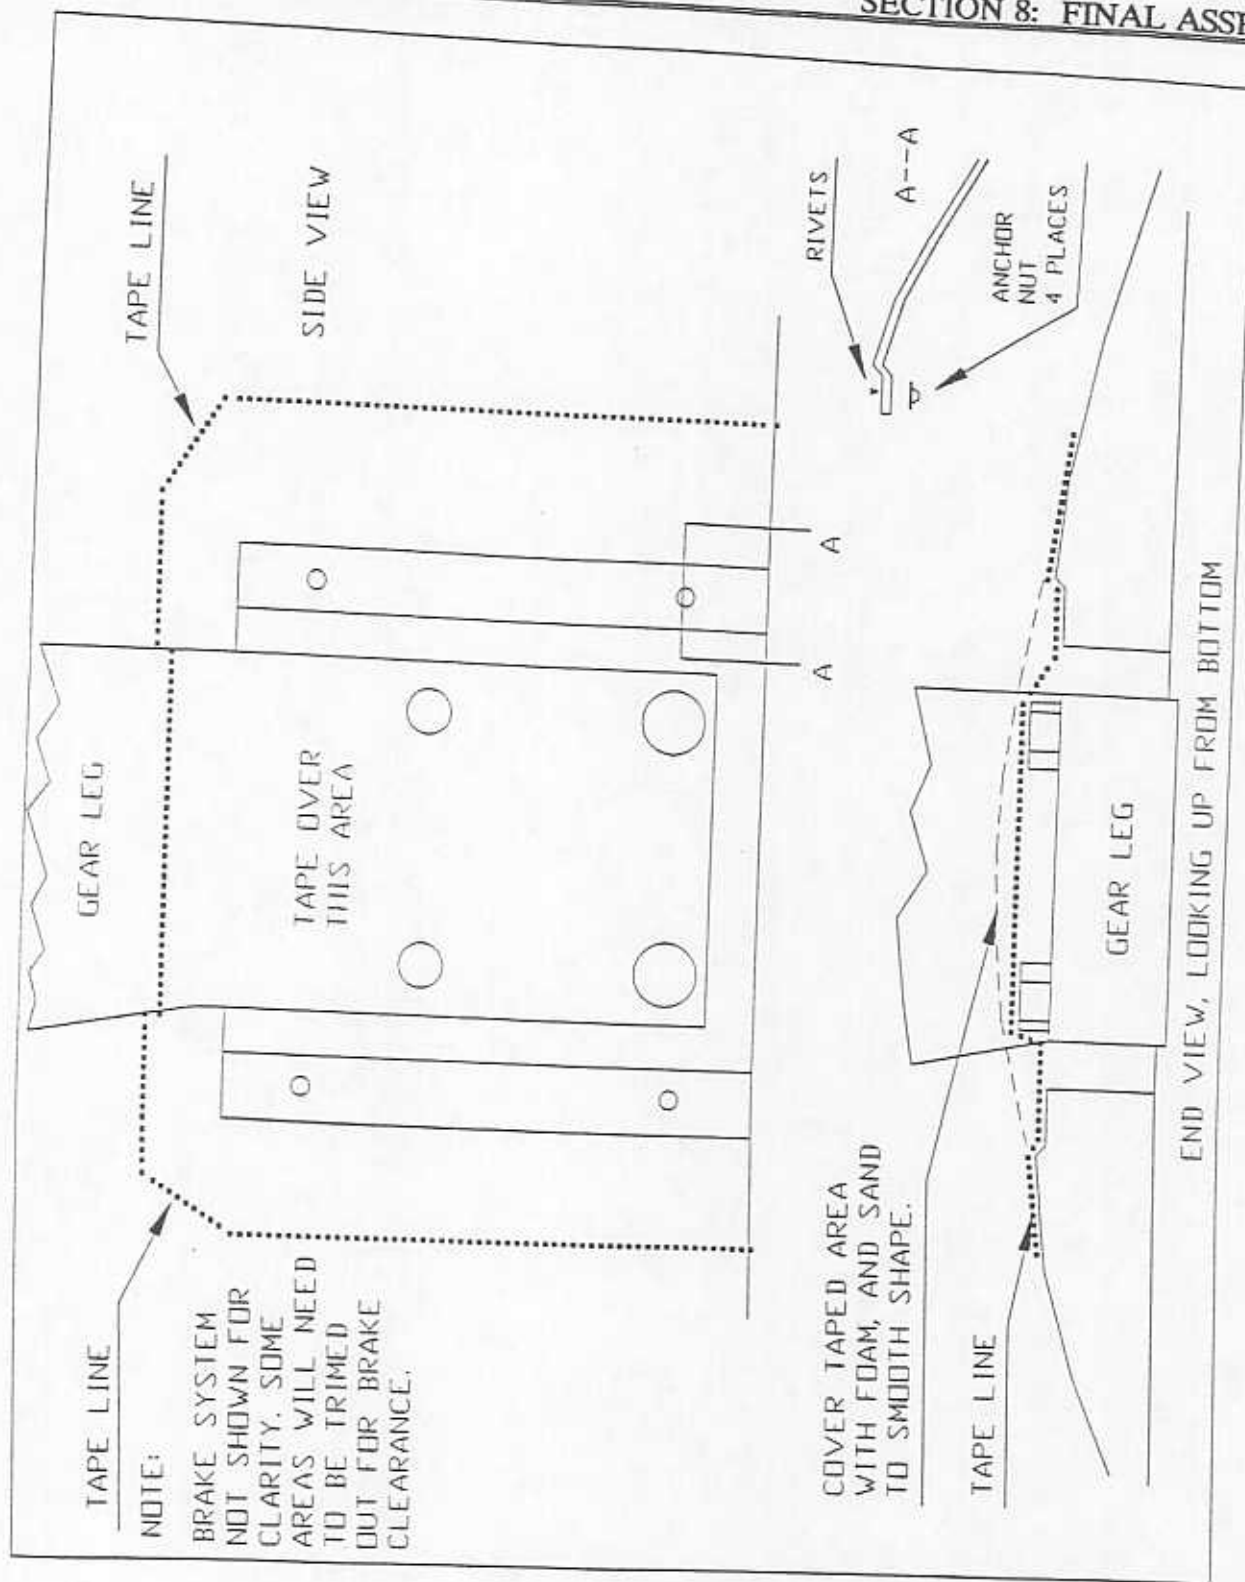 SECTION 8: FINAL ASSE
TAPE LINE
SIDE VIEW
GEAR LEG
TAPE OVER
THIS AREA
A
A
TAPE LINE
NOTE:
BRAKE SYSTEM
NOT SHOWN FOR
CLARITY. SOME
AREAS WILL NEED
TO BE TRIMED
OUT FOR BRAKE
CLEARANCE.
RIVETS
A--A
ANCHOR
NUT
4 PLACES
GEAR LEG
COVER TAPED AREA
WITH FOAM, AND SAND
TO SMOOTH SHAPE.
TAPE LINE
END VIEW, LOOKING UP FROM BOTTOM